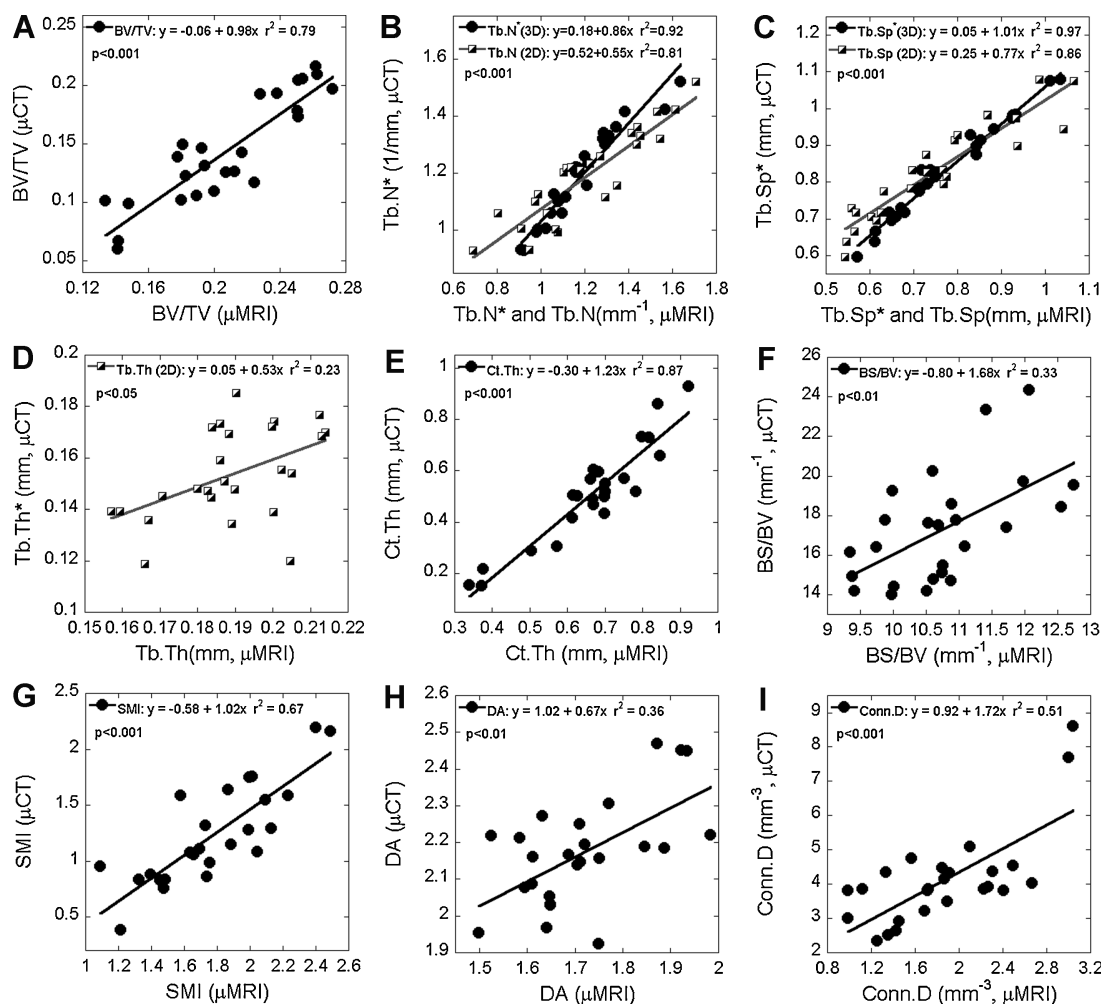 A
BV/TV: y = -0.06 + 0.98x r² = 0.79
p<0.001
0.2
0.15
0.1
0.05
BV/TV (μCT)
0.12 0.16 0.2 0.24 0.28
BV/TV (μMRI)
B
Tb.N*(3D): y=0.18+0.86x r²=0.92
Tb.N (2D): y=0.52+0.55x r²=0.81
p<0.001
1.6
1.4
1.2
1
0.8
Tb.N* (1/mm, μCT)
0.6 0.8 1 1.2 1.4 1.6 1.8
Tb.N* and Tb.N(mm⁻¹, μMRI)
C
Tb.Sp*(3D): y = 0.05 + 1.01x r² = 0.97
Tb.Sp (2D): y = 0.25 + 0.77x r² = 0.86
p<0.001
1.2
1.1
1
0.9
0.8
0.7
0.6
0.5
Tb.Sp* (mm, μCT)
0.5 0.6 0.7 0.8 0.9 1 1.1
Tb.Sp* and Tb.Sp(mm, μMRI)
D
Tb.Th (2D): y = 0.05 + 0.53x r² = 0.23
p<0.05
0.2
0.18
0.16
0.14
0.12
0.1
Tb.Th* (mm, μCT)
0.15 0.16 0.17 0.18 0.19 0.2 0.21 0.22
Tb.Th(mm, μMRI)
E
Ct.Th: y = -0.30 + 1.23x r² = 0.87
p<0.001
1
0.8
0.6
0.4
0.2
0
Ct.Th (mm, μCT)
0.3 0.4 0.5 0.6 0.7 0.8 0.9 1
Ct.Th (mm, μMRI)
F
BS/BV: y= -0.80 + 1.68x r² = 0.33
p<0.01
26
24
22
20
18
16
14
12
BS/BV (mm⁻¹, μCT)
9 9.5 10 10.5 11 11.5 12 12.5 13
BS/BV (mm⁻¹, μMRI)
G
SMI: y = -0.58 + 1.02x r² = 0.67
p<0.001
2.5
2
1.5
1
0.5
0
SMI (μCT)
1 1.2 1.4 1.6 1.8 2 2.2 2.4 2.6
SMI (μMRI)
H
DA: y = 1.02 + 0.67x r² = 0.36
p<0.01
2.6
2.5
2.4
2.3
2.2
2.1
2
1.9
DA (μCT)
1.5 1.6 1.7 1.8 1.9 2
DA (μMRI)
I
Conn.D: y = 0.92 + 1.72x r² = 0.51
p<0.001
9
8
7
6
5
4
3
2
Conn.D (mm⁻³, μCT)
0.8 1.2 1.6 2 2.4 2.8 3.2
Conn.D (mm⁻³, μMRI)